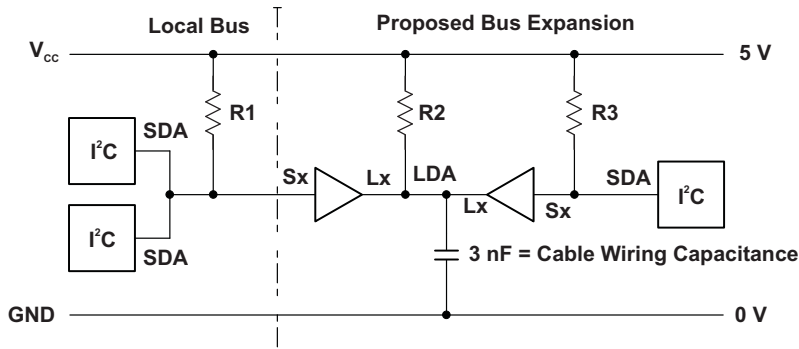 Local Bus
Proposed Bus Expansion
VCC
5 V
R1
R2
R3
SDA
I²C
Sx
Lx
LDA
Lx
Sx
SDA
I²C
I²C
SDA
3 nF = Cable Wiring Capacitance
GND
0 V